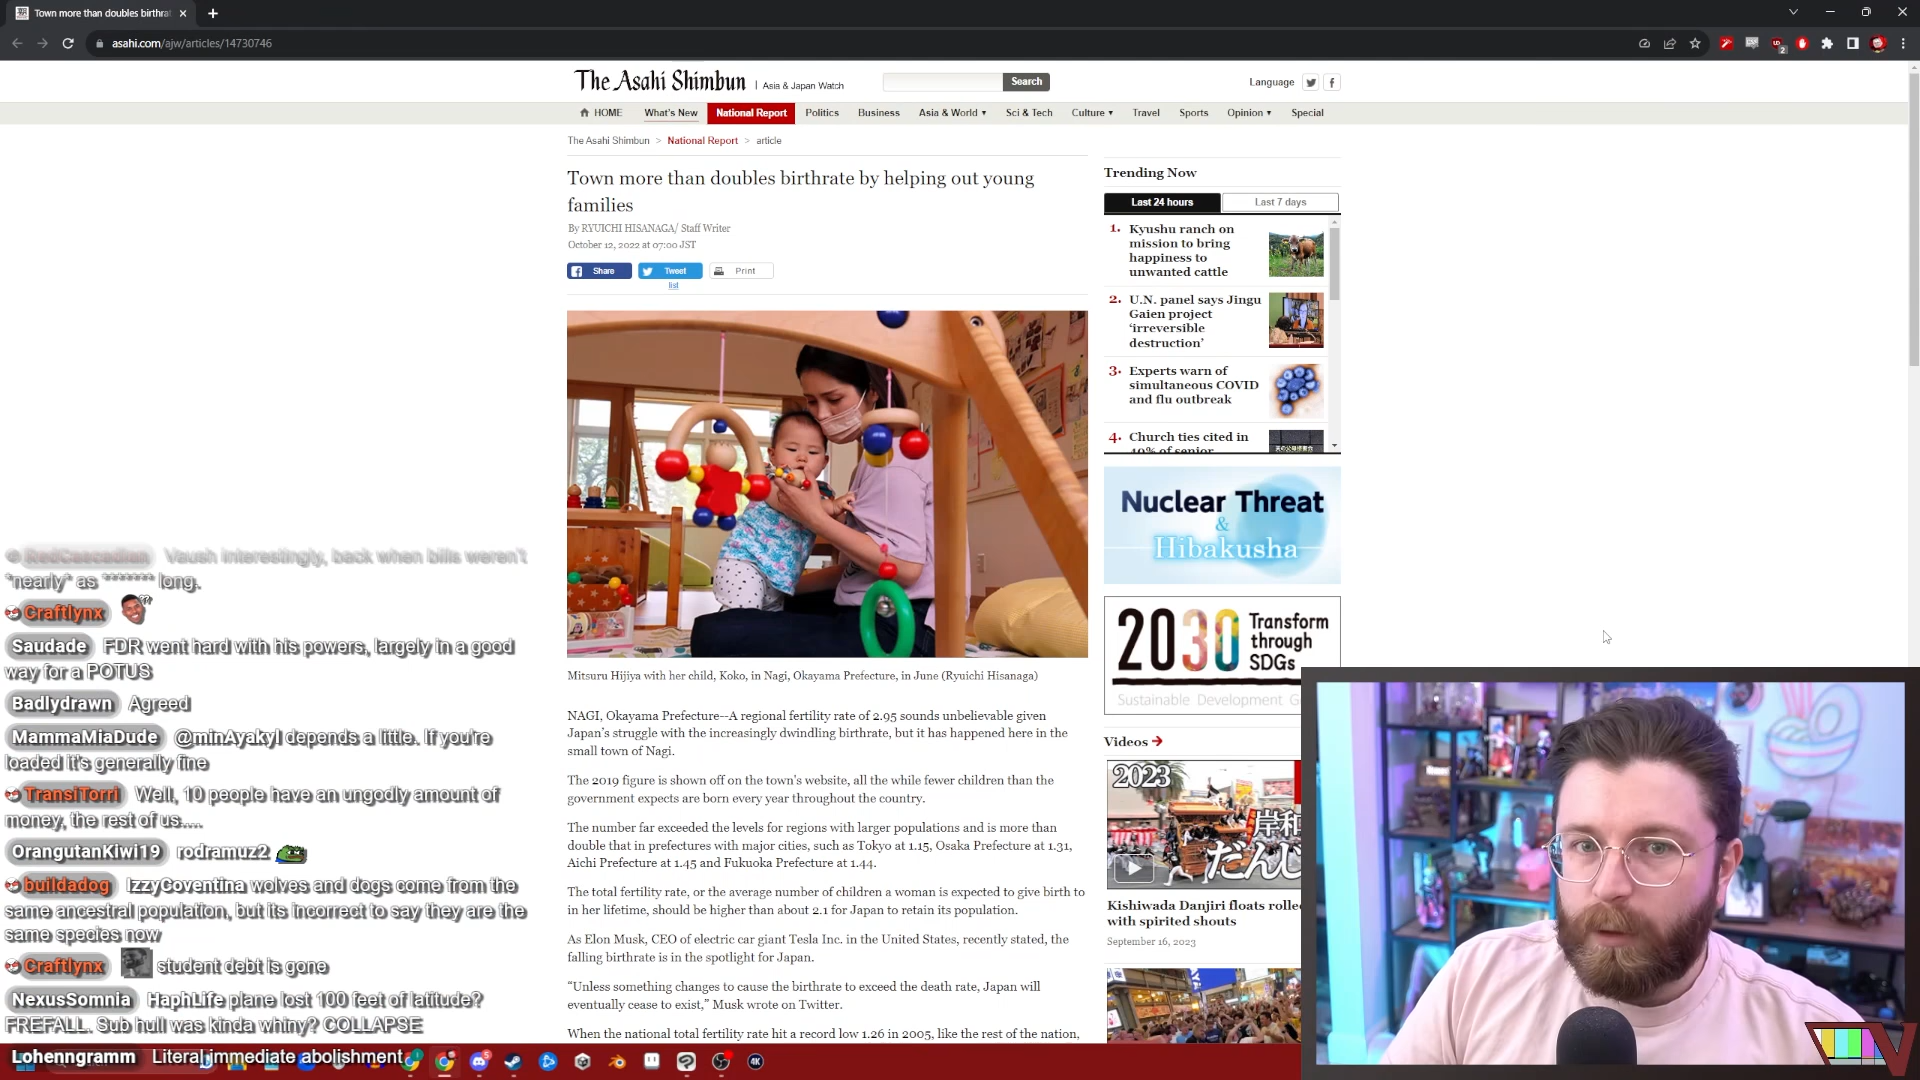 Town more than doubles birthrat
asahi.com/ajw/articles/14730746
The Asahi Shimbun | Asia & Japan Watch
Search
Language
HOME What's New National Report Politics Business Asia & World Sci & Tech Culture Travel Sports Opinion Special
The Asahi Shimbun > National Report > article
Town more than doubles birthrate by helping out young
families
By RYUICHI HISANAGA/ Staff Writer
October 12, 2022 at 07:00 JST
Share
Tweet
Print
list
Mitsuru Hijiya with her child, Koko, in Nagi, Okayama Prefecture, in June (Ryuichi Hisanaga)
NAGI, Okayama Prefecture--A regional fertility rate of 2.95 sounds unbelievable given
Japan's struggle with the increasingly dwindling birthrate, but it has happened here in the
small town of Nagi.
The 2019 figure is shown off on the town's website, all the while fewer children than the
government expects are born every year throughout the country.
The number far exceeded the levels for regions with larger populations and is more than
double that in prefectures with major cities, such as Tokyo at 1.15, Osaka Prefecture at 1.31,
Aichi Prefecture at 1.45 and Fukuoka Prefecture at 1.44.
The total fertility rate, or the average number of children a woman is expected to give birth to
in her lifetime, should be higher than about 2.1 for Japan to retain its population.
As Elon Musk, CEO of electric car giant Tesla Inc. in the United States, recently stated, the
falling birthrate is in the spotlight for Japan.
“Unless something changes to cause the birthrate to exceed the death rate, Japan will
eventually cease to exist,” Musk wrote on Twitter.
When the national total fertility rate hit a record low 1.26 in 2005, like the rest of the nation,
Trending Now
Last 24 hours
Last 7 days
1. Kyushu ranch on
mission to bring
happiness to
unwanted cattle
2. U.N. panel says Jingu
Gaien project
‘irreversible
destruction’
3. Experts warn of
simultaneous COVID
and flu outbreak
4. Church ties cited in
40% of senior
Nuclear Threat
&
Hibakusha
2030 Transform
through
SDGs
Sustainable Development G
Videos
2023
岸和
だんし
Kishiwada Danjiri floats rolle
with spirited shouts
September 16, 2023
RedCascadian Vaush Interestingly, back when bills weren't
*nearly* as ******* long.
Craftlynx
Saudade FDR went hard with his powers, largely in a good
way for a POTUS
Badlydrawn Agreed
MammaMiaDude @minAyakyl depends a little. If you're
loaded it's generally fine
TransiTorri Well, 10 people have an ungodly amount of
money, the rest of us....
OrangutanKiwi19 rodramuz2
buildadog IzzyCoventina wolves and dogs come from the
same ancestral population, but its incorrect to say they are the
same species now
Craftlynx student debt is gone
NexusSomnia HaphLife plane lost 100 feet of latitude?
FREFALL. Sub hull was kinda whiny? COLLAPSE
Lohenngramm Literal immediate abolishment